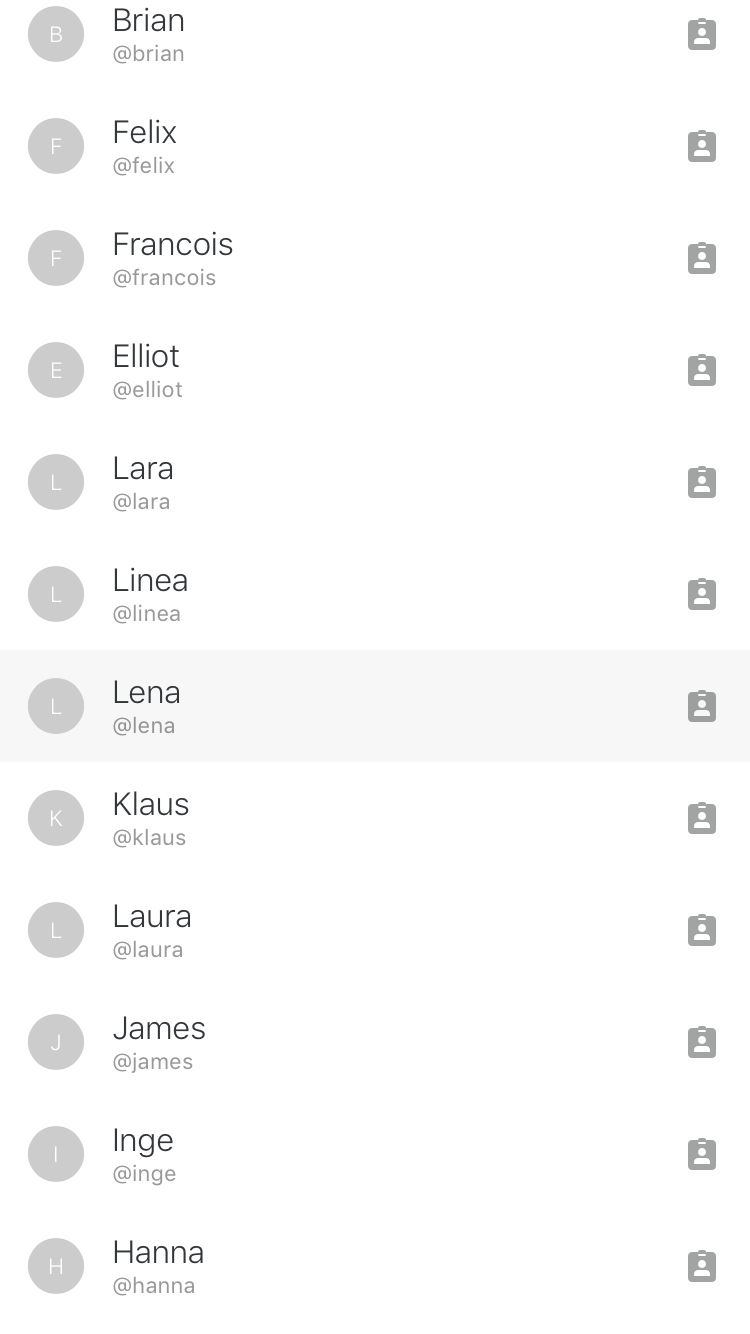 B
Brian
@brian
F
Felix
@felix
F
Francois
@francois
E
Elliot
@elliot
L
Lara
@lara
L
Linea
@linea
L
Lena
@lena
K
Klaus
@klaus
L
Laura
@laura
J
James
@james
I
Inge
@inge
H
Hanna
@hanna